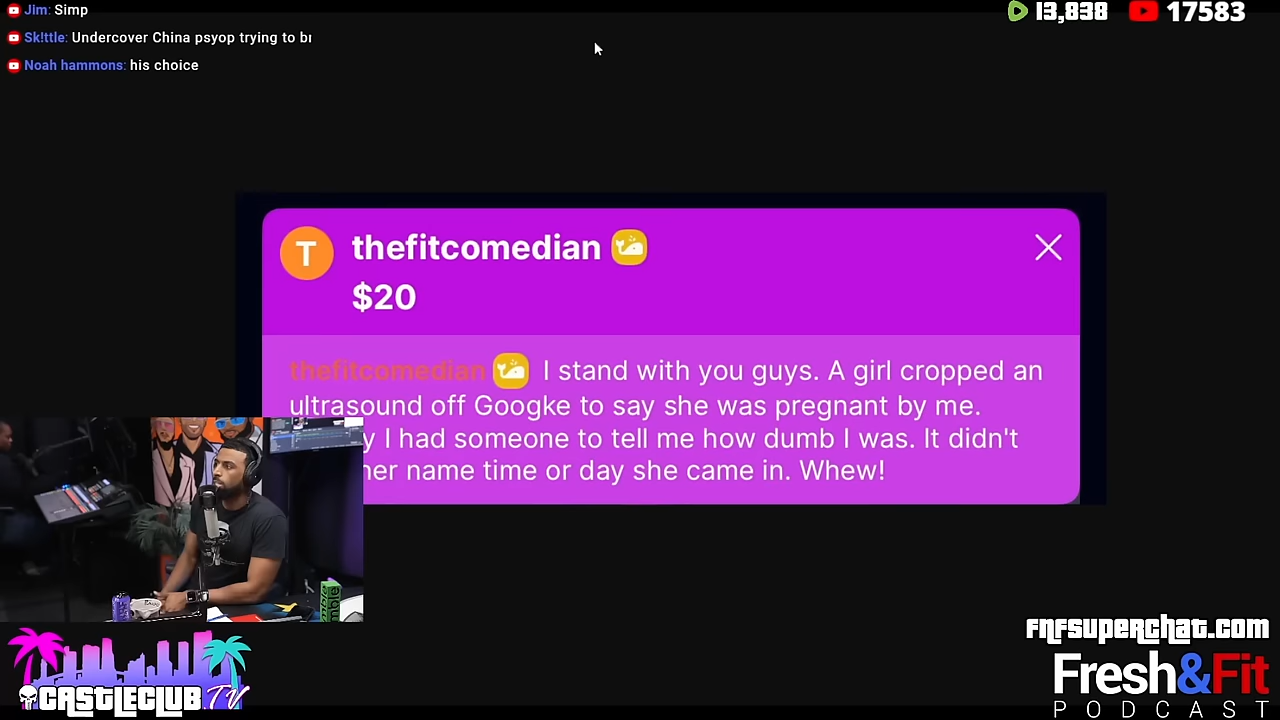 Jim: Simp
Sk!ttle: Undercover China psyop trying to
Noah hammons: his choice
13,838 17583
thefitcomedian
T
$20
thefitcomedian I stand with you guys. A girl cropped an
ultrasound off Googke to say she was pregnant by me.
I had someone to tell me how dumb I was. It didn't
her name time or day she came in. Whew!
fnfsuperchat.com
CASTLECLUB TV
Fresh&Fit
PODCAST